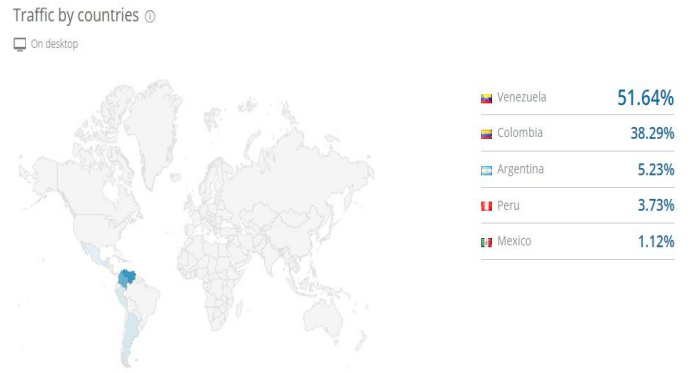 Traffic by countries
On desktop
Venezuela 51.64%
Colombia 38.29%
Argentina 5.23%
Peru 3.73%
Mexico 1.12%